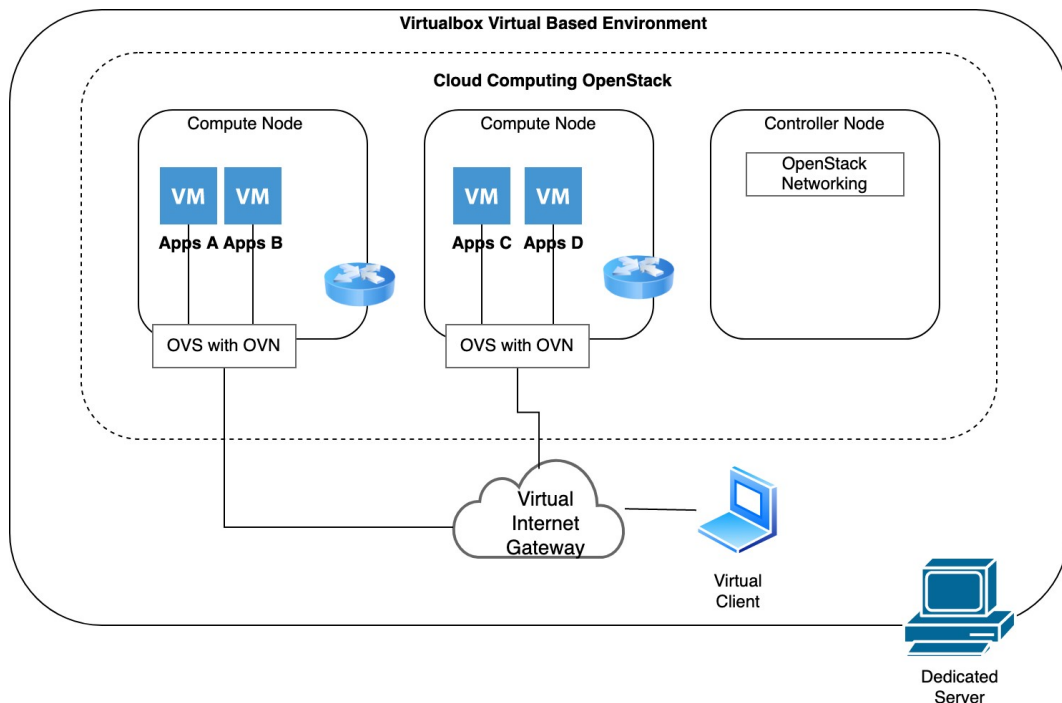 Virtualbox Virtual Based Environment
Cloud Computing OpenStack
Compute Node
VM
VM
Apps A
Apps B
OVS with OVN
Compute Node
VM
VM
Apps C
Apps D
OVS with OVN
Controller Node
OpenStack
Networking
Virtual
Internet
Gateway
Virtual
Client
Dedicated
Server